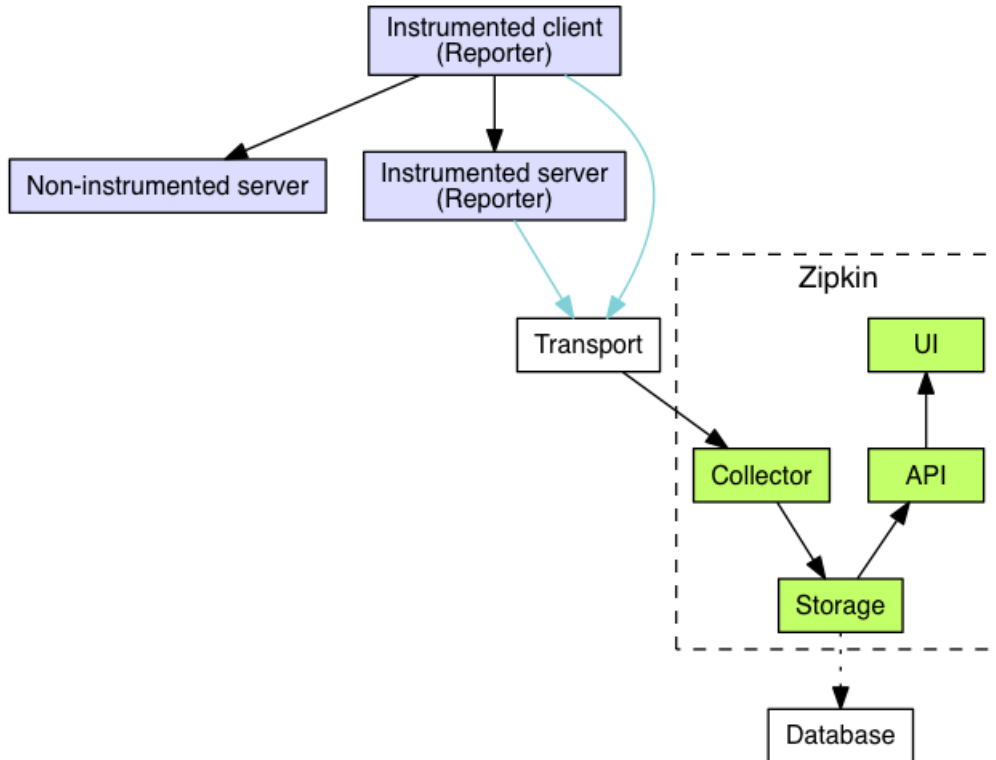 Instrumented client
(Reporter)
Non-instrumented server
Instrumented server
(Reporter)
Zipkin
Transport
UI
Collector
API
Storage
Database